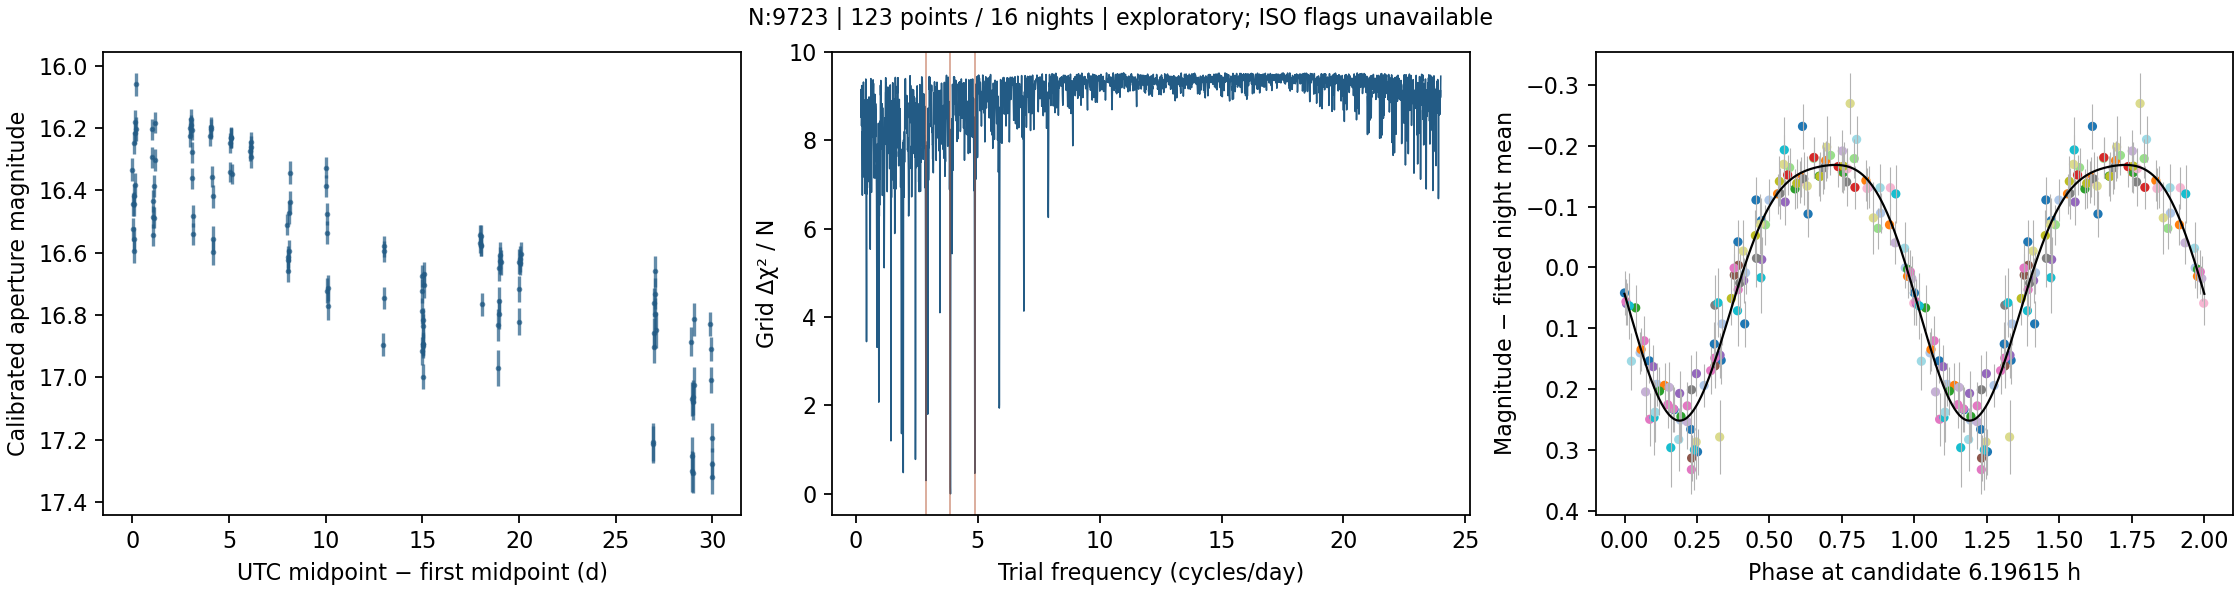 N:9723 | 123 points / 16 nights | exploratory; ISO flags unavailable
Calibrated aperture magnitude
16.0
16.2
16.4
16.6
16.8
17.0
17.2
17.4
0 5 10 15 20 25 30
UTC midpoint − first midpoint (d)
Grid Δχ² / N
10
8
6
4
2
0
0 5 10 15 20 25
Trial frequency (cycles/day)
Magnitude − fitted night mean
−0.3
−0.2
−0.1
0.0
0.1
0.2
0.3
0.4
0.00 0.25 0.50 0.75 1.00 1.25 1.50 1.75 2.00
Phase at candidate 6.19615 h